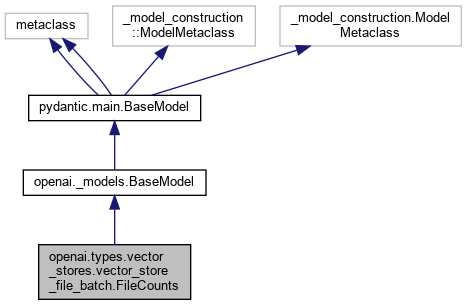 metaclass
_model_construction
::ModelMetaclass
_model_construction.Model
Metaclass
pydantic.main.BaseModel
openai._models.BaseModel
openai.types.vector
_stores.vector_store
_file_batch.FileCounts